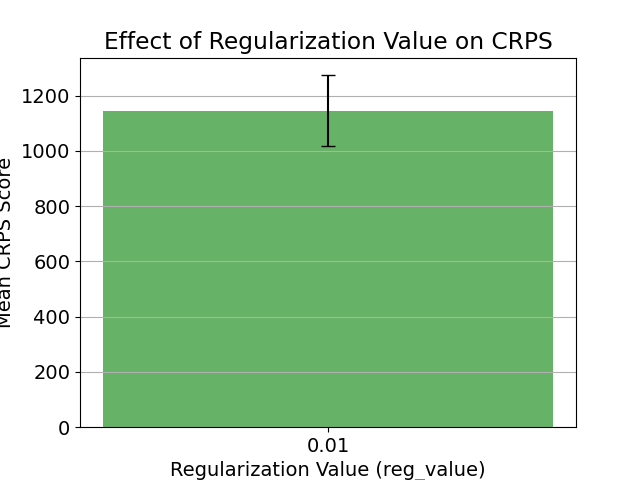 Effect of Regularization Value on CRPS
Mean CRPS Score
1200
1000
800
600
400
200
0
0.01
Regularization Value (reg_value)